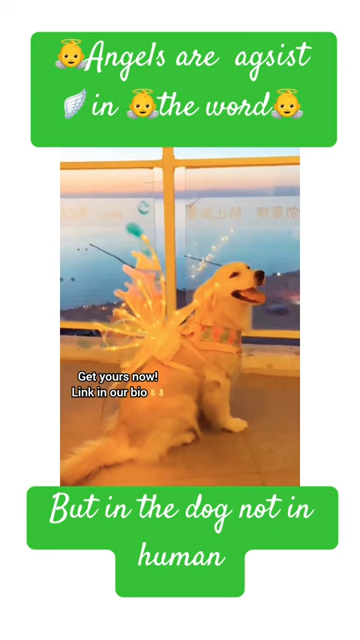 👼Angels are agsist
🪽in 👼the word👼
Get yours now!
Link in our bio 🙌
But in the dog not in
human